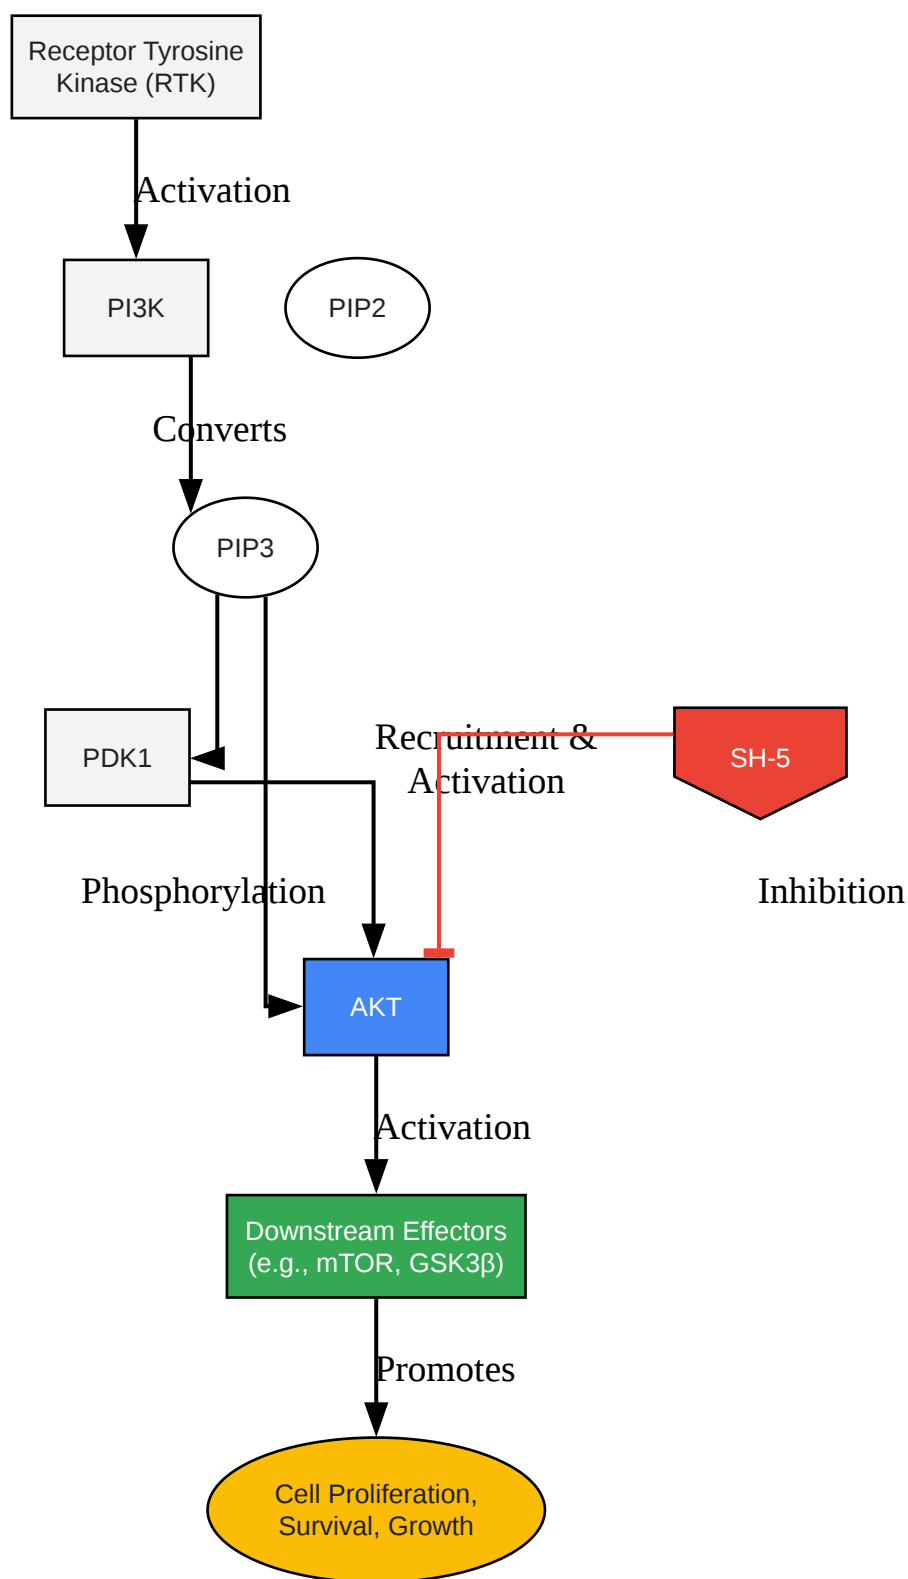 Receptor Tyrosine
Kinase (RTK)
Activation
PI3K
PIP2
Converts
PIP3
PDK1
Recruitment &
Activation
SH-5
Phosphorylation
Inhibition
AKT
Activation
Downstream Effectors
(e.g., mTOR, GSK3β)
Promotes
Cell Proliferation,
Survival, Growth